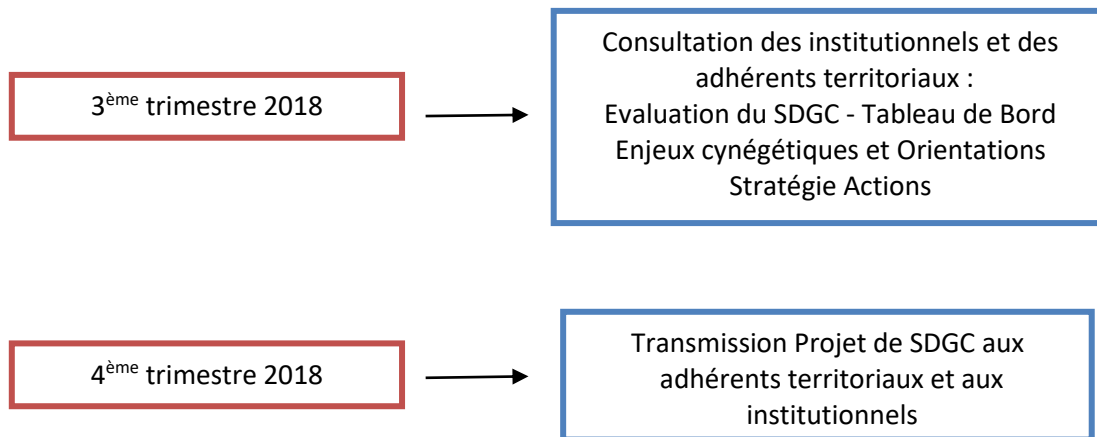 3ème trimestre 2018
Consultation des institutionnels et des
adhérents territoriaux :
Evaluation du SDGC - Tableau de Bord
Enjeux cynégétiques et Orientations
Stratégie Actions
4ème trimestre 2018
Transmission Projet de SDGC aux
adhérents territoriaux et aux
institutionnels